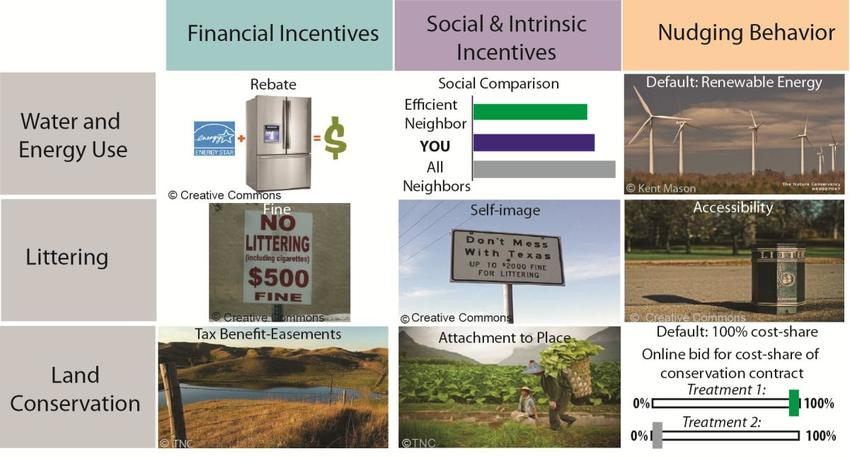 Financial Incentives
Social & Intrinsic
Incentives
Nudging Behavior
Water and
Energy Use
Rebate
energy
ENERGY STAR
+
=
$
© Creative Commons
Social Comparison
Efficient
Neighbor
YOU
All
Neighbors
Default: Renewable Energy
The Nature Conservancy
© Kent Mason
Littering
Fine
NO
LITTERING
(including cigarettes)
$500
FINE
© Creative Commons
Self-image
Don't Mess
With Texas
UP TO $2000 FINE
FOR LITTERING
©Creative Commons
Accessibility
© Creative Commons
Land
Conservation
Tax Benefit-Easements
© TNC
Attachment to Place
©TNC
Default: 100% cost-share
Online bid for cost-share of
conservation contract
Treatment 1:
0% 100%
Treatment 2:
0% 100%